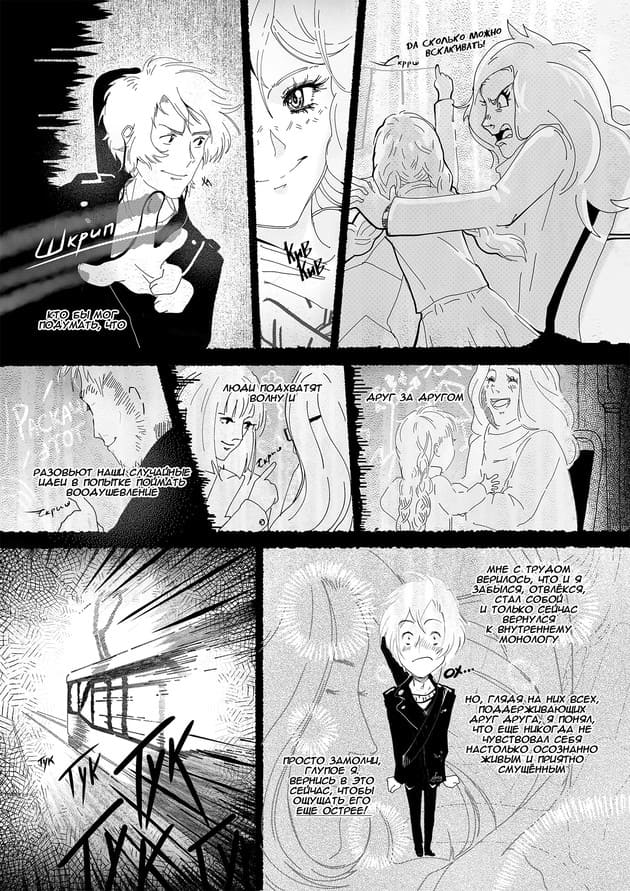 Шкрип
КТО БЫ МОГ
ПОДУМАТЬ, ЧТО
КИВ
КИВ
ДА СКОЛЬКО МОЖНО
ВСКАКИВАТЬ!
Скрип
РАСКАЧ
ЭТОТ
РАЗОВЬЮТ НАШИ СЛУЧАЙНЫЕ
ИДЕИ В ПОПЫТКЕ ПОЙМАТЬ
ВООДУШЕВЛЕНИЕ
Скрип
ЛЮДИ ПОДХВАТЯТ
ВОЛНУ И
Скрип
ДРУГ ЗА ДРУГОМ
ТУК
ТУК
ТУК
ТУК
ТУК
МНЕ С ТРУДОМ
ВЕРИЛОСЬ, ЧТО И Я
ЗАБЫЛСЯ, ОТВЛЁКСЯ,
СТАЛ СОБОЙ
И ТОЛЬКО СЕЙЧАС
ВЕРНУЛСЯ
К ВНУТРЕННЕМУ
МОНОЛОГУ
ОХ...
НО, ГЛЯДЯ НА НИХ ВСЕХ,
ПОДДЕРЖИВАЮЩИХ
ДРУГ ДРУГА, Я ПОНЯЛ,
ЧТО ЕЩЕ НИКОГДА НЕ
ЧУВСТВОВАЛ СЕБЯ
НАСТОЛЬКО ОСОЗНАННО
ЖИВЫМ И ПРИЯТНО
СМУЩЁННЫМ
ПРОСТО ЗАМОЛЧИ,
ГЛУПОЕ Я.
ВЕРНИСЬ В ЭТО
СЕЙЧАС, ЧТОБЫ
ОЩУЩАТЬ ЕГО
ЕЩЕ ОСТРЕЕ!